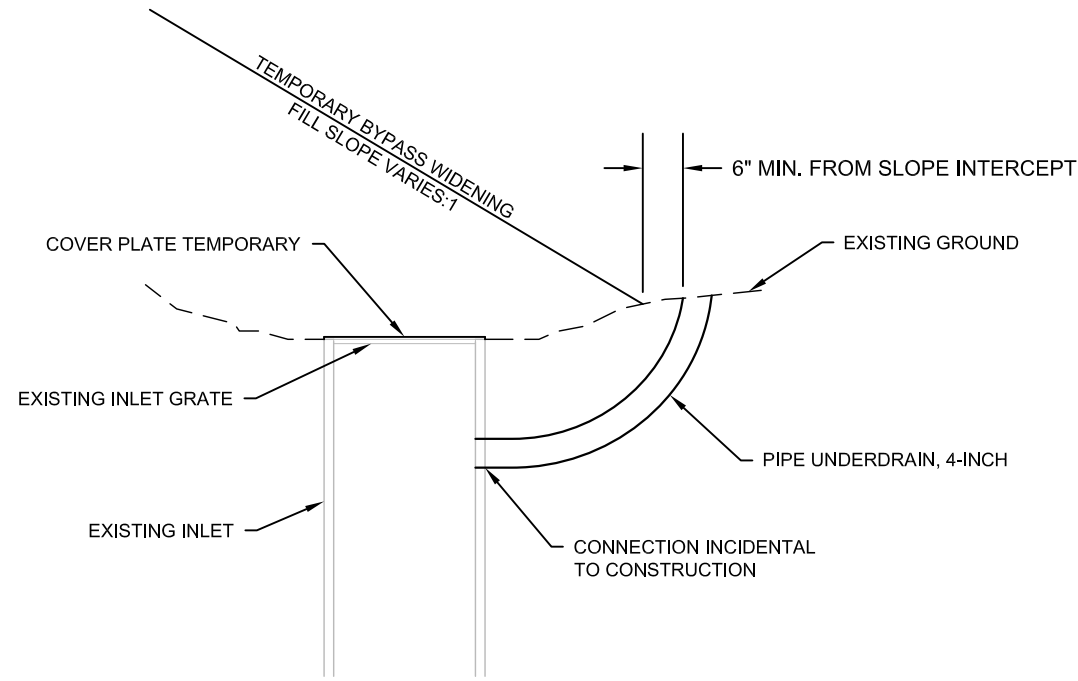 TEMPORARY BYPASS WIDENING
FILL SLOPE VARIES:1
6" MIN. FROM SLOPE INTERCEPT
COVER PLATE TEMPORARY
EXISTING GROUND
EXISTING INLET GRATE
PIPE UNDERDRAIN, 4-INCH
EXISTING INLET
CONNECTION INCIDENTAL
TO CONSTRUCTION